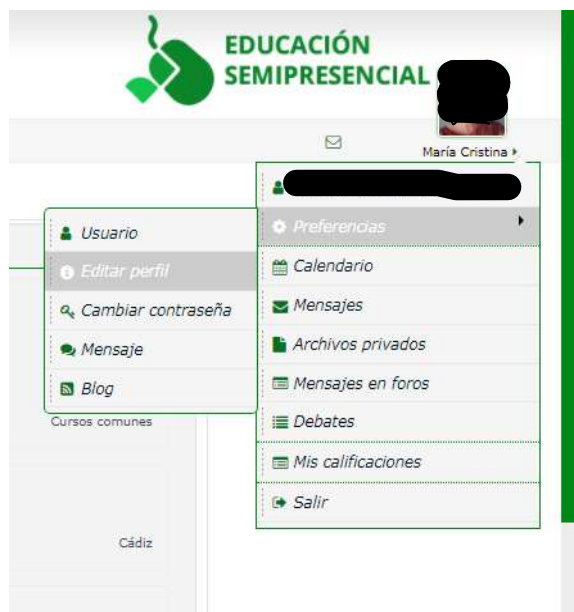 EDUCACIÓN
SEMIPRESENCIAL
María Cristina
Preferencias
Calendario
Mensajes
Archivos privados
Mensajes en foros
Debates
Mis calificaciones
Salir
Usuario
Editar perfil
Cambiar contraseña
Mensaje
Blog
Cursos comunes
Cádiz